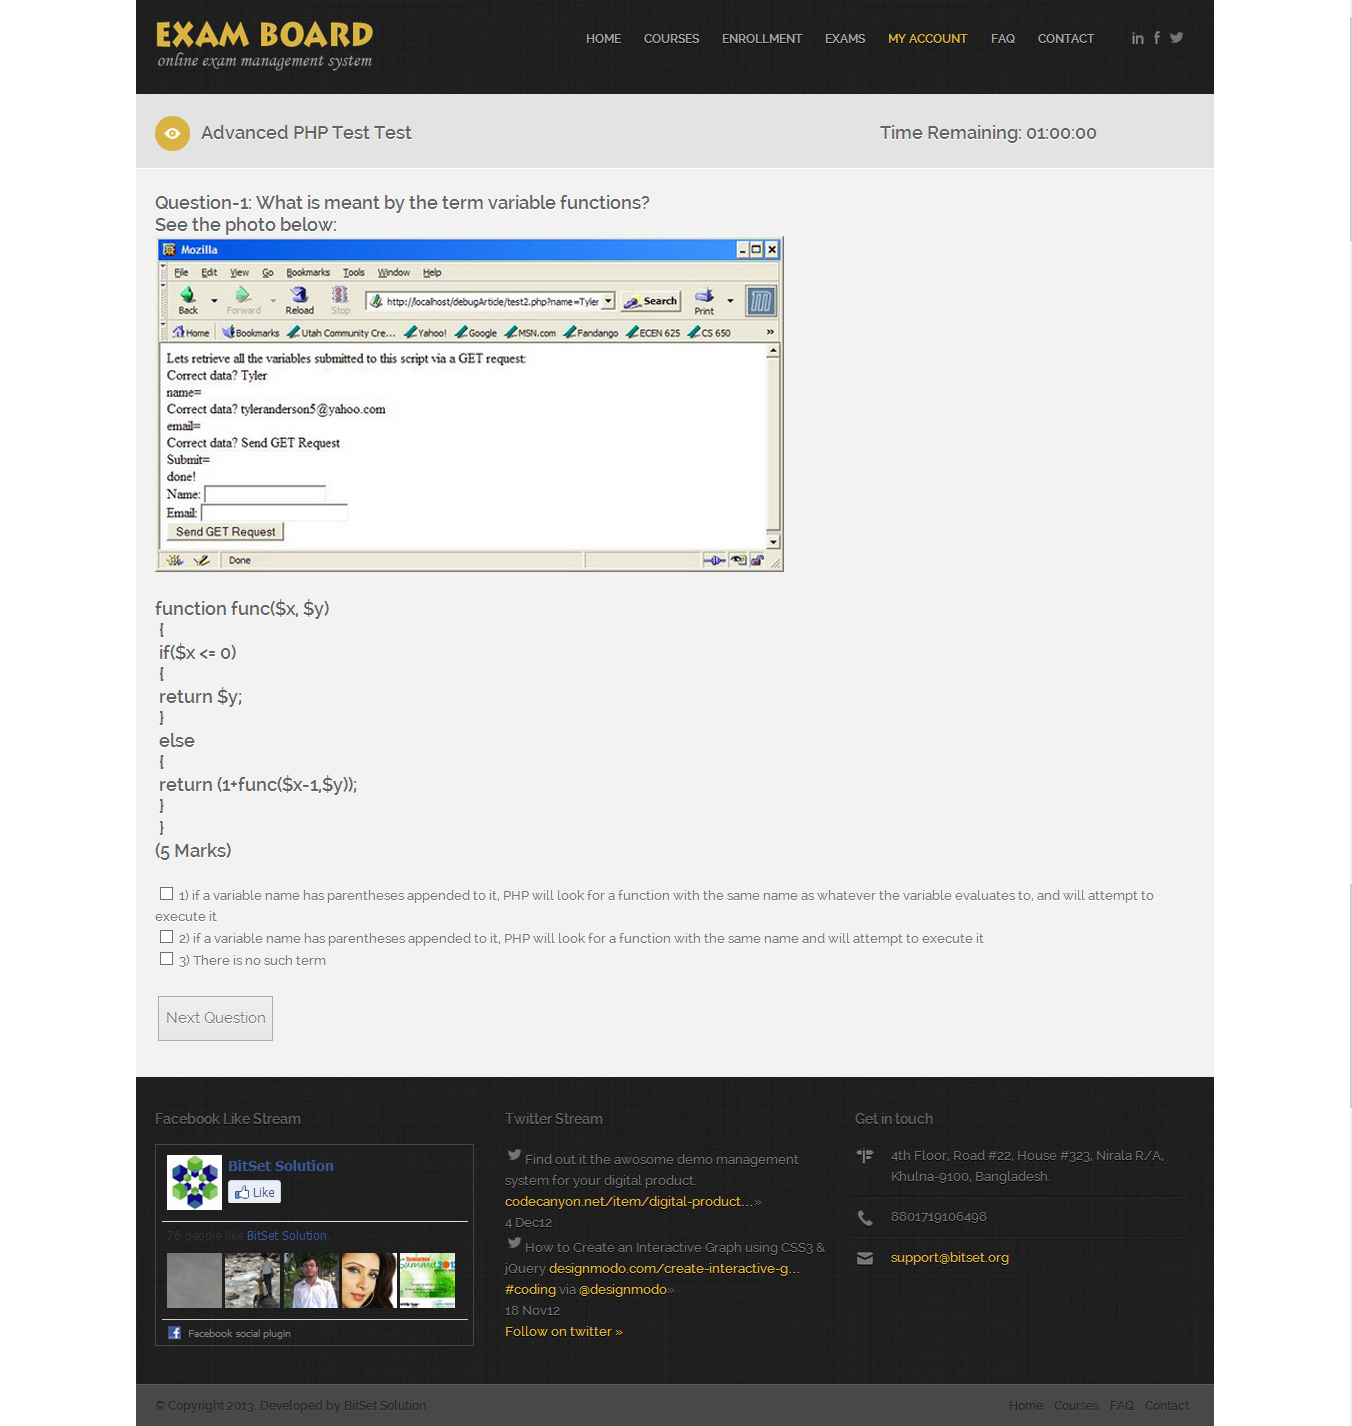 EXAM BOARD
online exam management system
HOME COURSES ENROLLMENT EXAMS MY ACCOUNT FAQ CONTACT
Advanced PHP Test Test
Time Remaining: 01:00:00
Question-1: What is meant by the term variable functions?
See the photo below:
Mozilla
File Edit View Go Bookmarks Tools Window Help
Back Forward Reload Stop http://localhost/debugArticle/test2.php?name=Tyler Search Print
Home Bookmarks Utah Community Cre... Yahoo! Google MSN.com Fandango ECEN 625 CS 650 »
Lets retrieve all the variables submitted to this script via a GET request:
Correct data? Tyler
name=
Correct data? tyleranderson5@yahoo.com
email=
Correct data? Send GET Request
Submit=
done!
Name:
Email:
Send GET Request
Done
function func($x, $y)
{
if($x <= 0)
{
return $y;
}
else
{
return (1+func($x-1,$y));
}
}
(5 Marks)
1) if a variable name has parentheses appended to it, PHP will look for a function with the same name as whatever the variable evaluates to, and will attempt to
execute it
2) if a variable name has parentheses appended to it, PHP will look for a function with the same name and will attempt to execute it
3) There is no such term
Next Question
Facebook Like Stream
BitSet Solution
Like
76 people like BitSet Solution.
Facebook social plugin
Twitter Stream
Find out it the awosome demo management
system for your digital product.
codecanyon.net/item/digital-product…»
4 Dec12
How to Create an Interactive Graph using CSS3 &
jQuery designmodo.com/create-interactive-g…
#coding via @designmodo»
18 Nov12
Follow on twitter »
Get in touch
4th Floor, Road #22, House #323, Nirala R/A,
Khulna-9100, Bangladesh.
8801719106498
support@bitset.org
© Copyright 2013. Developed by BitSet Solution
Home Courses FAQ Contact